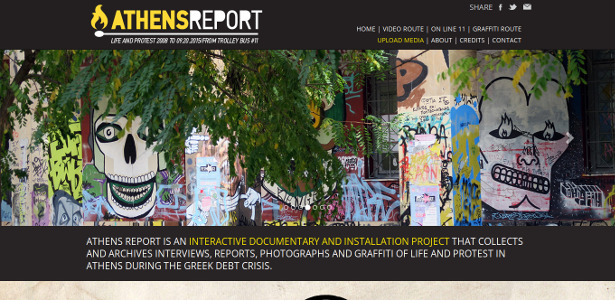 SHARE
ATHENSREPORT
LIFE AND PROTEST 2008 TO 09.20.2015/FROM TROLLEY BUS #11
HOME | VIDEO ROUTE | ON LINE 11 | GRAFFITI ROUTE
UPLOAD MEDIA | ABOUT | CREDITS | CONTACT
ATHENS REPORT IS AN INTERACTIVE DOCUMENTARY AND INSTALLATION PROJECT THAT COLLECTS
AND ARCHIVES INTERVIEWS, REPORTS, PHOTOGRAPHS AND GRAFFITI OF LIFE AND PROTEST IN
ATHENS DURING THE GREEK DEBT CRISIS.